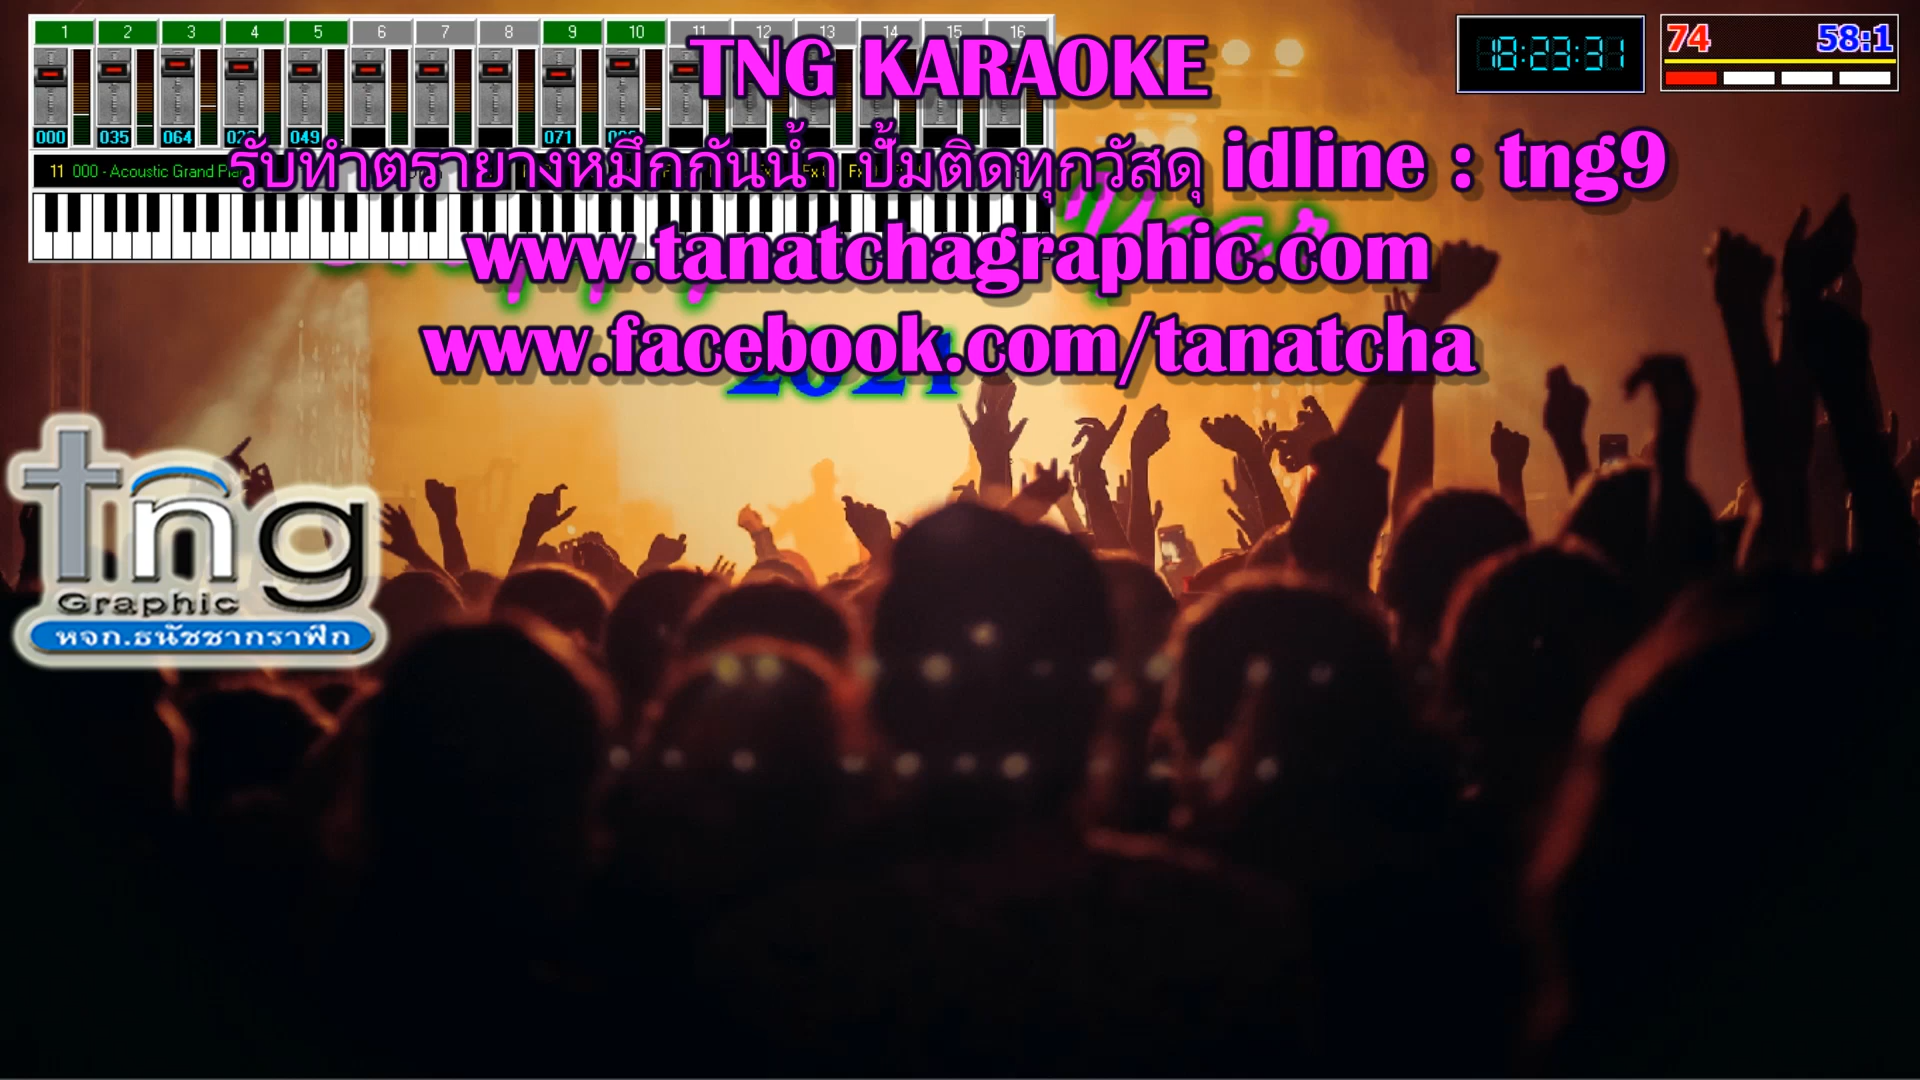 1 2 3 4 5 6 7 8 9 10 11 12 13 14 15 16
TNG KARAOKE
18:23:31
74 58:1
000 035 064 049 071
11 000 - Acoustic Grand
รับทำตรายางหมึกกันน้ำ ปั้มติดทุกวัสดุ idline : tng9
Year
www.tanatchagraphic.com
www.facebook.com/tanatcha
2021
tng
Graphic
หจก.ธนัชชากราฟิก